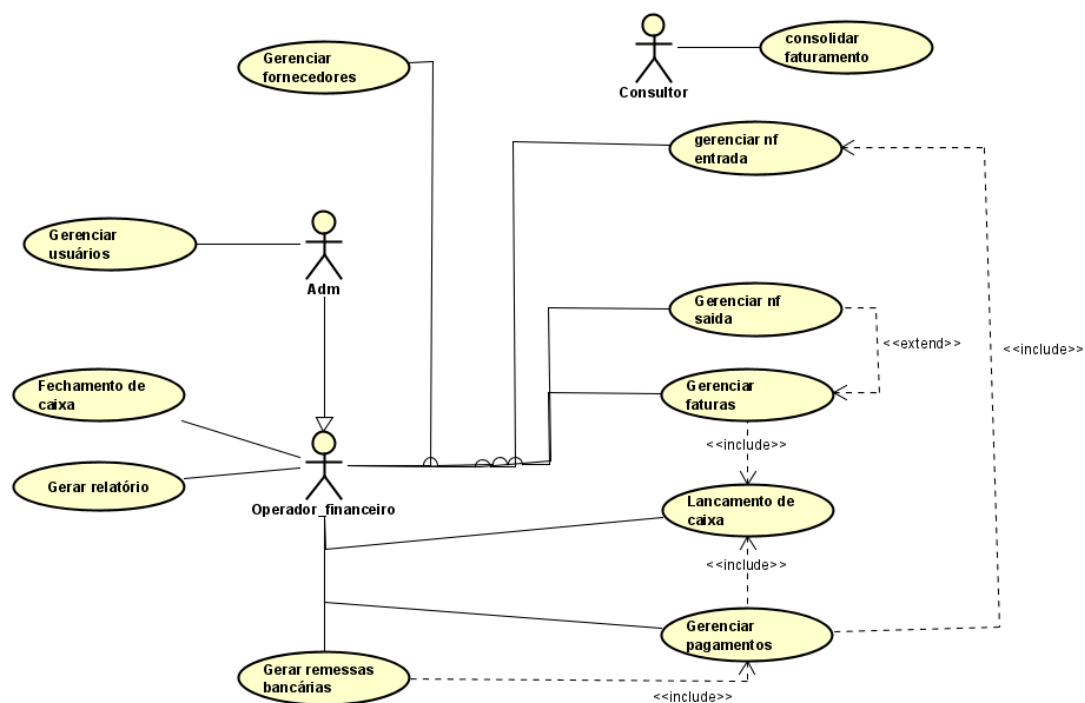 consolidar
faturamento
Consultor
Gerenciar
fornecedores
gerenciar nf
entrada
Gerenciar
usuários
Adm
Gerenciar nf
saida
<<extend>>
<<include>>
Fechamento de
caixa
Gerenciar
faturas
<<include>>
Gerar relatório
Operador_financeiro
Lancamento de
caixa
<<include>>
Gerenciar
pagamentos
Gerar remessas
bancárias
<<include>>